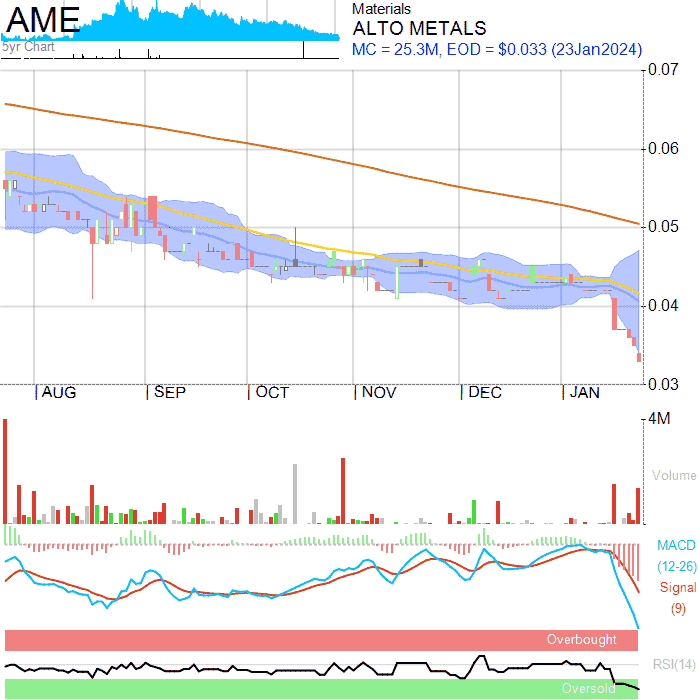 AME
5yr Chart
Materials
ALTO METALS
MC = 25.3M, EOD = $0.033 (23Jan2024)
0.07
0.06
0.05
0.04
0.03
AUG SEP OCT NOV DEC JAN
4M
Volume
MACD
(12-26)
Signal
(9)
Overbought
RSI(14)
Oversold